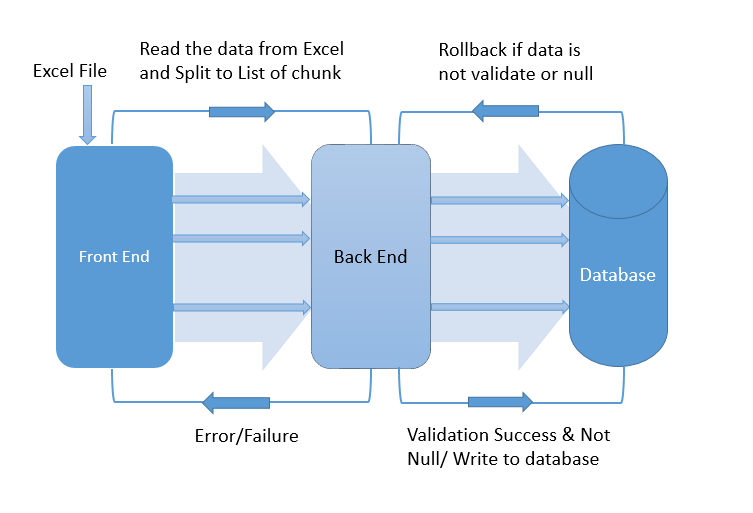 Read the data from Excel
and Split to List of chunk
Rollback if data is
not validate or null
Excel File
Front End
Back End
Database
Error/Failure
Validation Success & Not
Null/ Write to database